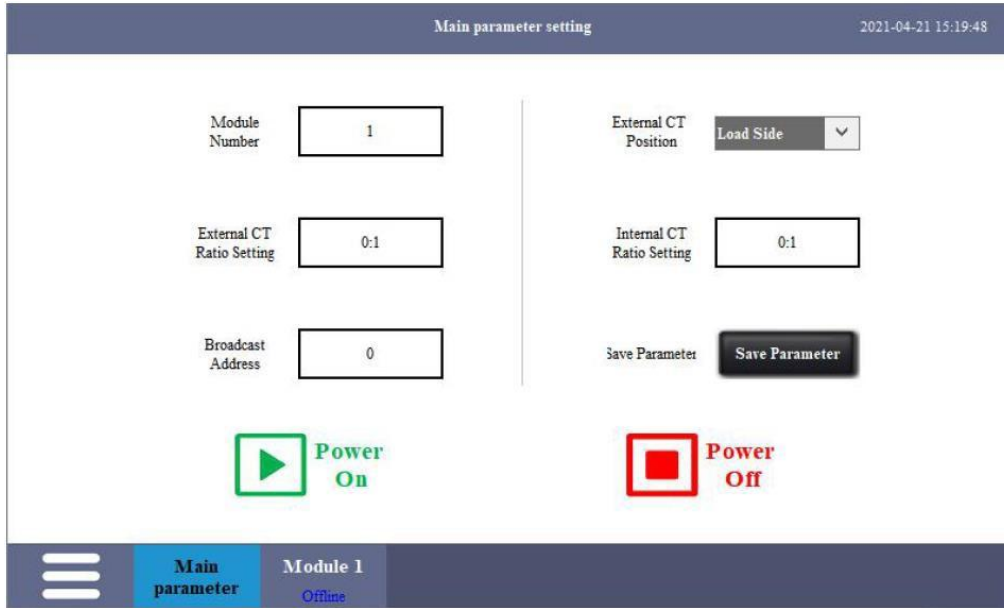 Main parameter setting
2021-04-21 15:19:48
Module
Number
1
External CT
Position
Load Side
External CT
Ratio Setting
0:1
Internal CT
Ratio Setting
0:1
Broadcast
Address
0
Save Parameter
Save Parameter
Power
On
Power
Off
Main
parameter
Module 1
Offline